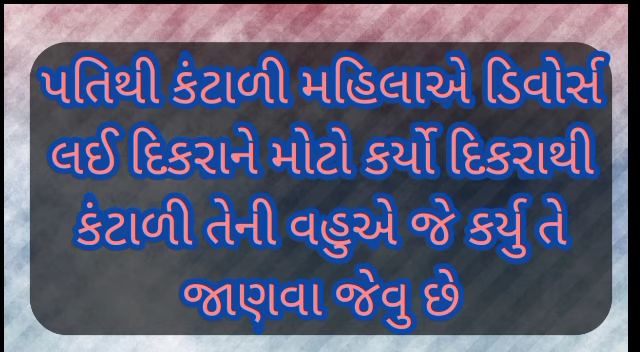 પતિથી કંટાળી મહિલાએ ડિવોર્સ
લઈ દિકરાને મોટો કર્યો દિકરાથી
કંટાળી તેની વહુએ જે કર્યુ તે
જાણવા જેવુ છે